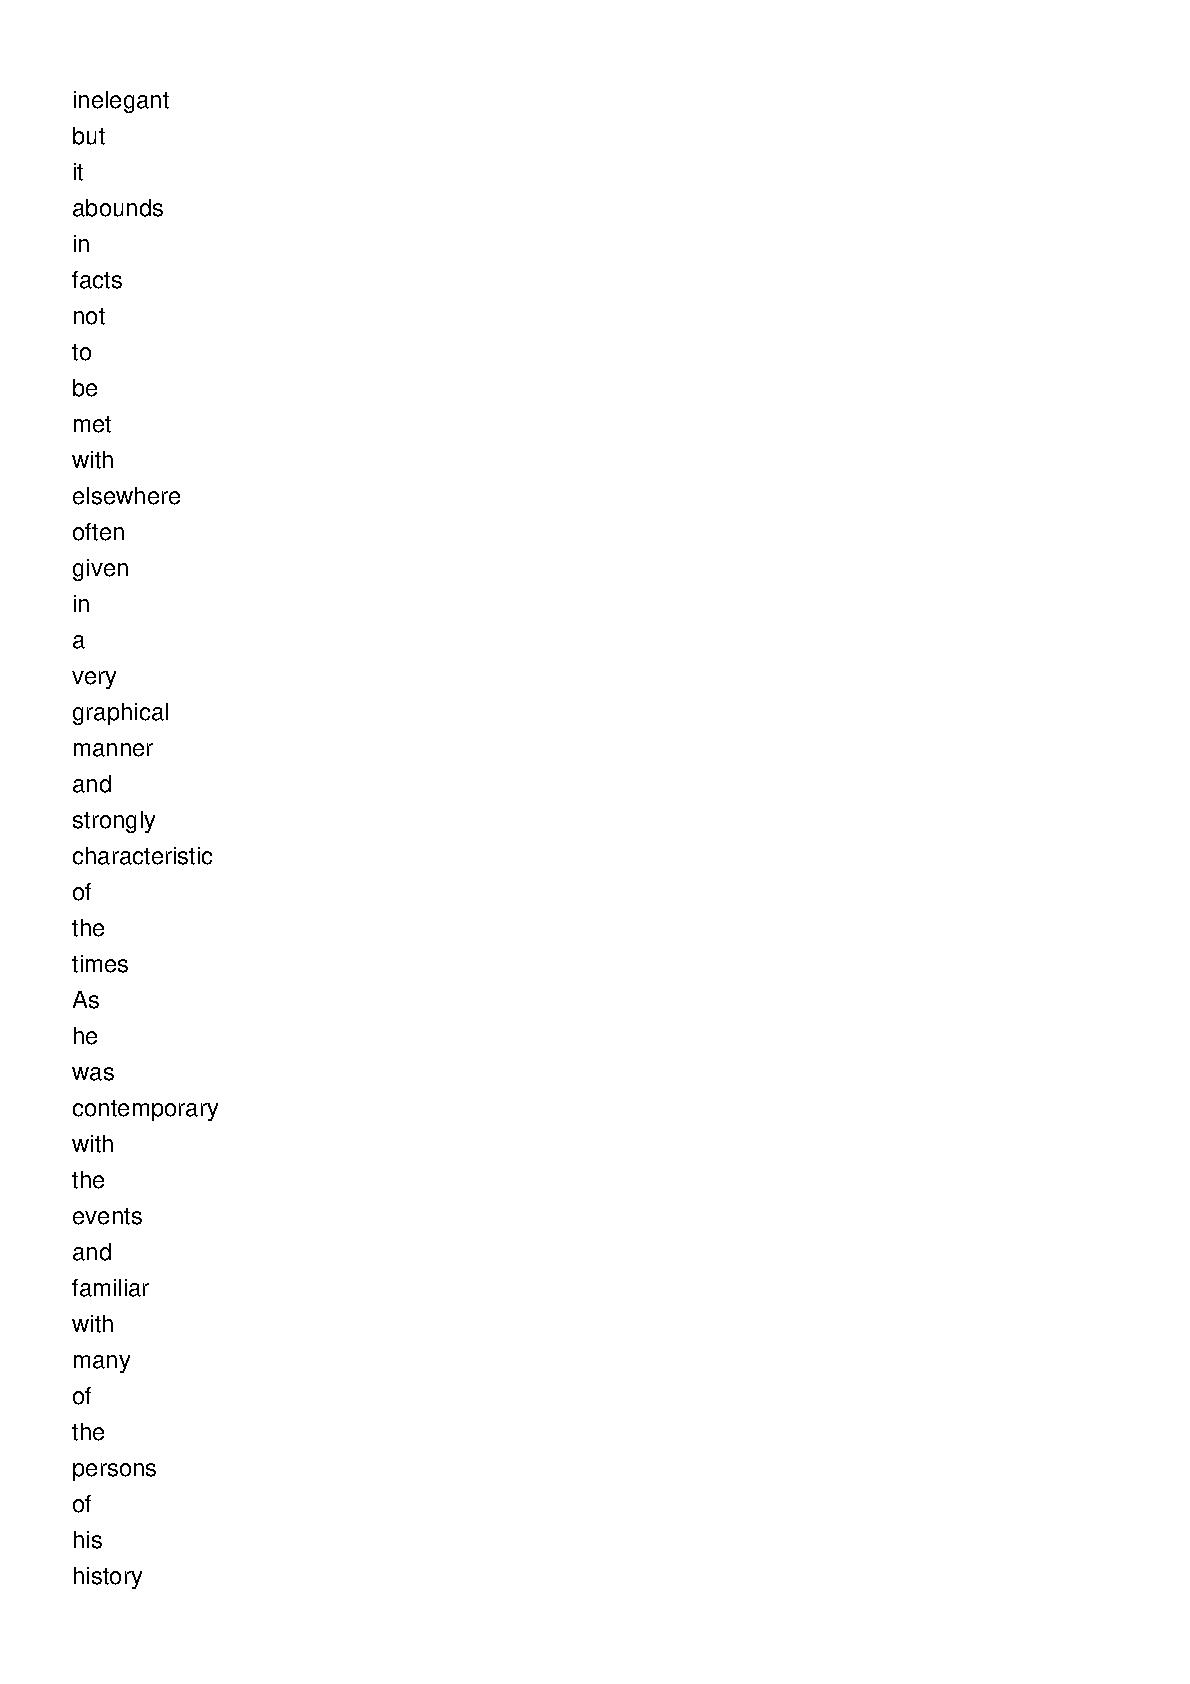 inelegant
but
it
abounds
in
facts
not
to
be
met
with
elsewhere
often
given
in
a
very
graphical
manner
and
strongly
characteristic
of
the
times
As
he
was
contemporary
with
the
events
and
familiar
with
many
of
the
persons
of
his
history